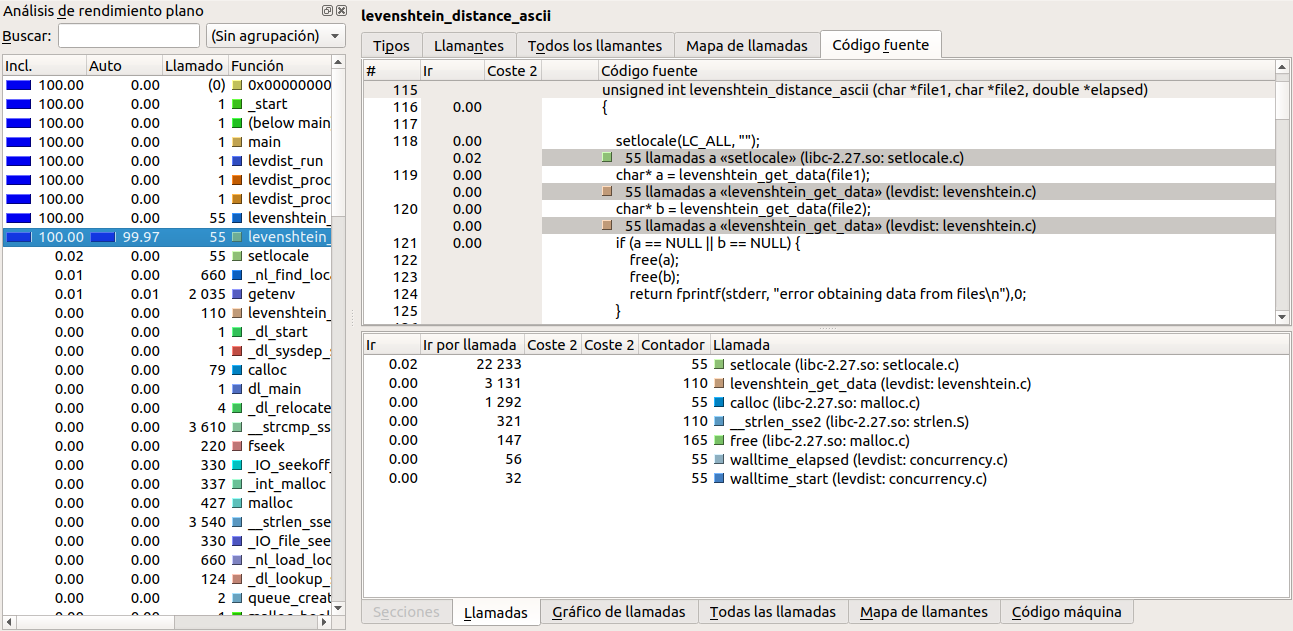 Análisis de rendimiento plano
Buscar: (Sin agrupación)
Incl. Auto Llamado Función
100.00 0.00 (0) 0x00000000
100.00 0.00 1 _start
100.00 0.00 1 (below main
100.00 0.00 1 main
100.00 0.00 1 levdist_run
100.00 0.00 1 levdist_proc
100.00 0.00 1 levdist_proc
100.00 0.00 55 levenshtein
100.00 99.97 55 levenshtein_
0.02 0.00 55 setlocale
0.01 0.00 660 _nl_find_loc
0.01 0.01 2 035 getenv
0.00 0.00 110 levenshtein_
0.00 0.00 1 _dl_start
0.00 0.00 1 _dl_sysdep_
0.00 0.00 79 calloc
0.00 0.00 1 dl_main
0.00 0.00 4 _dl_relocate
0.00 0.00 3 610 __strcmp_ss
0.00 0.00 220 fseek
0.00 0.00 330 _IO_seekoff
0.00 0.00 337 _int_malloc
0.00 0.00 427 malloc
0.00 0.00 3 540 __strlen_sse
0.00 0.00 330 _IO_file_see
0.00 0.00 660 _nl_load_loc
0.00 0.00 124 _dl_lookup_
0.00 0.00 2 queue_creat
levenshtein_distance_ascii
Tipos Llamantes Todos los llamantes Mapa de llamadas Código fuente
# Ir Coste 2 Código fuente
115 unsigned int levenshtein_distance_ascii (char *file1, char *file2, double *elapsed)
116 0.00 {
117
118 0.00 setlocale(LC_ALL, "");
0.02 55 llamadas a «setlocale» (libc-2.27.so: setlocale.c)
119 0.00 char* a = levenshtein_get_data(file1);
0.00 55 llamadas a «levenshtein_get_data» (levdist: levenshtein.c)
120 0.00 char* b = levenshtein_get_data(file2);
0.00 55 llamadas a «levenshtein_get_data» (levdist: levenshtein.c)
121 0.00 if (a == NULL || b == NULL) {
122 free(a);
123 free(b);
124 return fprintf(stderr, "error obtaining data from files\n"),0;
125 }
Ir Ir por llamada Coste 2 Coste 2 Contador Llamada
0.02 22 233 55 setlocale (libc-2.27.so: setlocale.c)
0.00 3 131 110 levenshtein_get_data (levdist: levenshtein.c)
0.00 1 292 55 calloc (libc-2.27.so: malloc.c)
0.00 321 110 __strlen_sse2 (libc-2.27.so: strlen.S)
0.00 147 165 free (libc-2.27.so: malloc.c)
0.00 56 55 walltime_elapsed (levdist: concurrency.c)
0.00 32 55 walltime_start (levdist: concurrency.c)
Secciones Llamadas Gráfico de llamadas Todas las llamadas Mapa de llamantes Código máquina